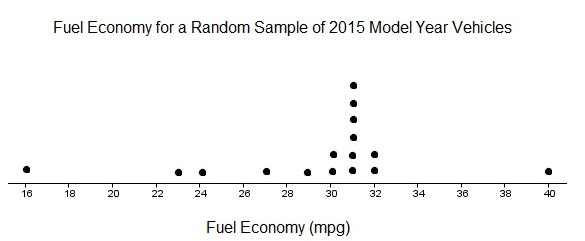 Fuel Economy for a Random Sample of 2015 Model Year Vehicles
16 18 20 22 24 26 28 30 32 34 36 38 40
Fuel Economy (mpg)